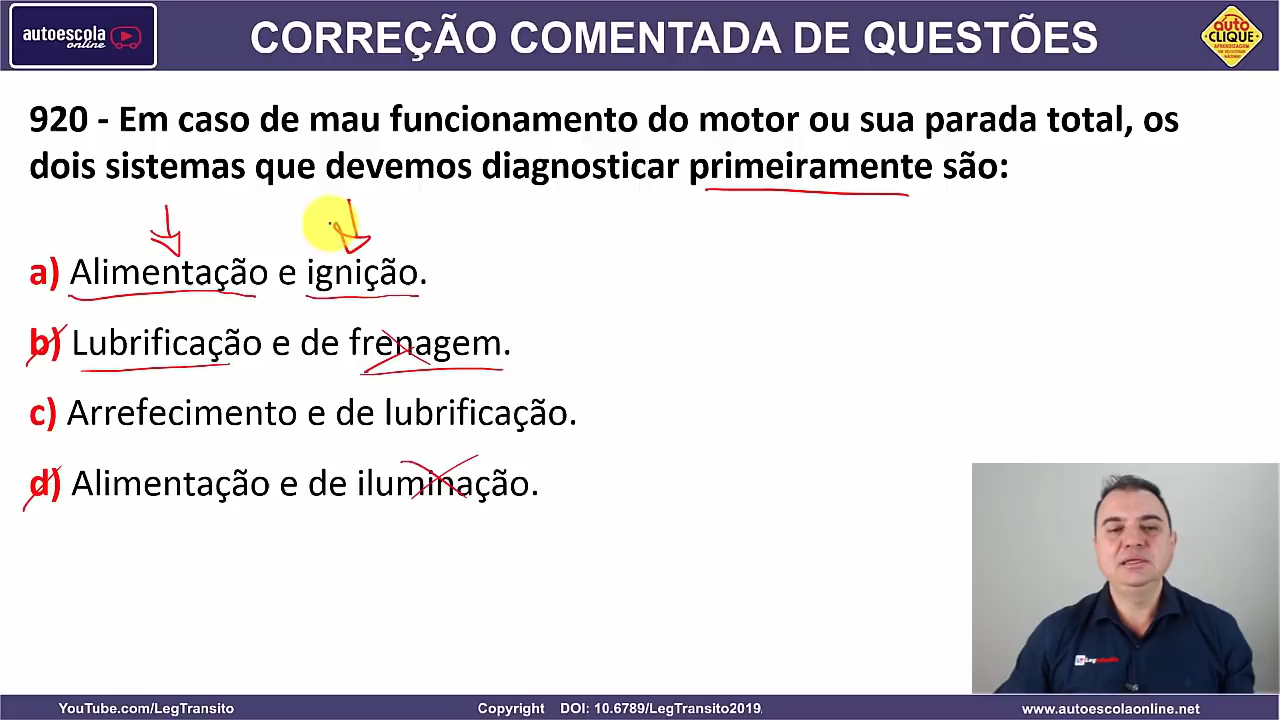 autoescola
online
CORREÇÃO COMENTADA DE QUESTÕES
auto
CLIQUE
920 - Em caso de mau funcionamento do motor ou sua parada total, os
dois sistemas que devemos diagnosticar primeiramente são:
a) Alimentação e ignição.
b) Lubrificação e de frenagem.
c) Arrefecimento e de lubrificação.
d) Alimentação e de iluminação.
YouTube.com/LegTransito
Copyright DOI: 10.6789/LegTransito2019
www.autoescolaonline.net